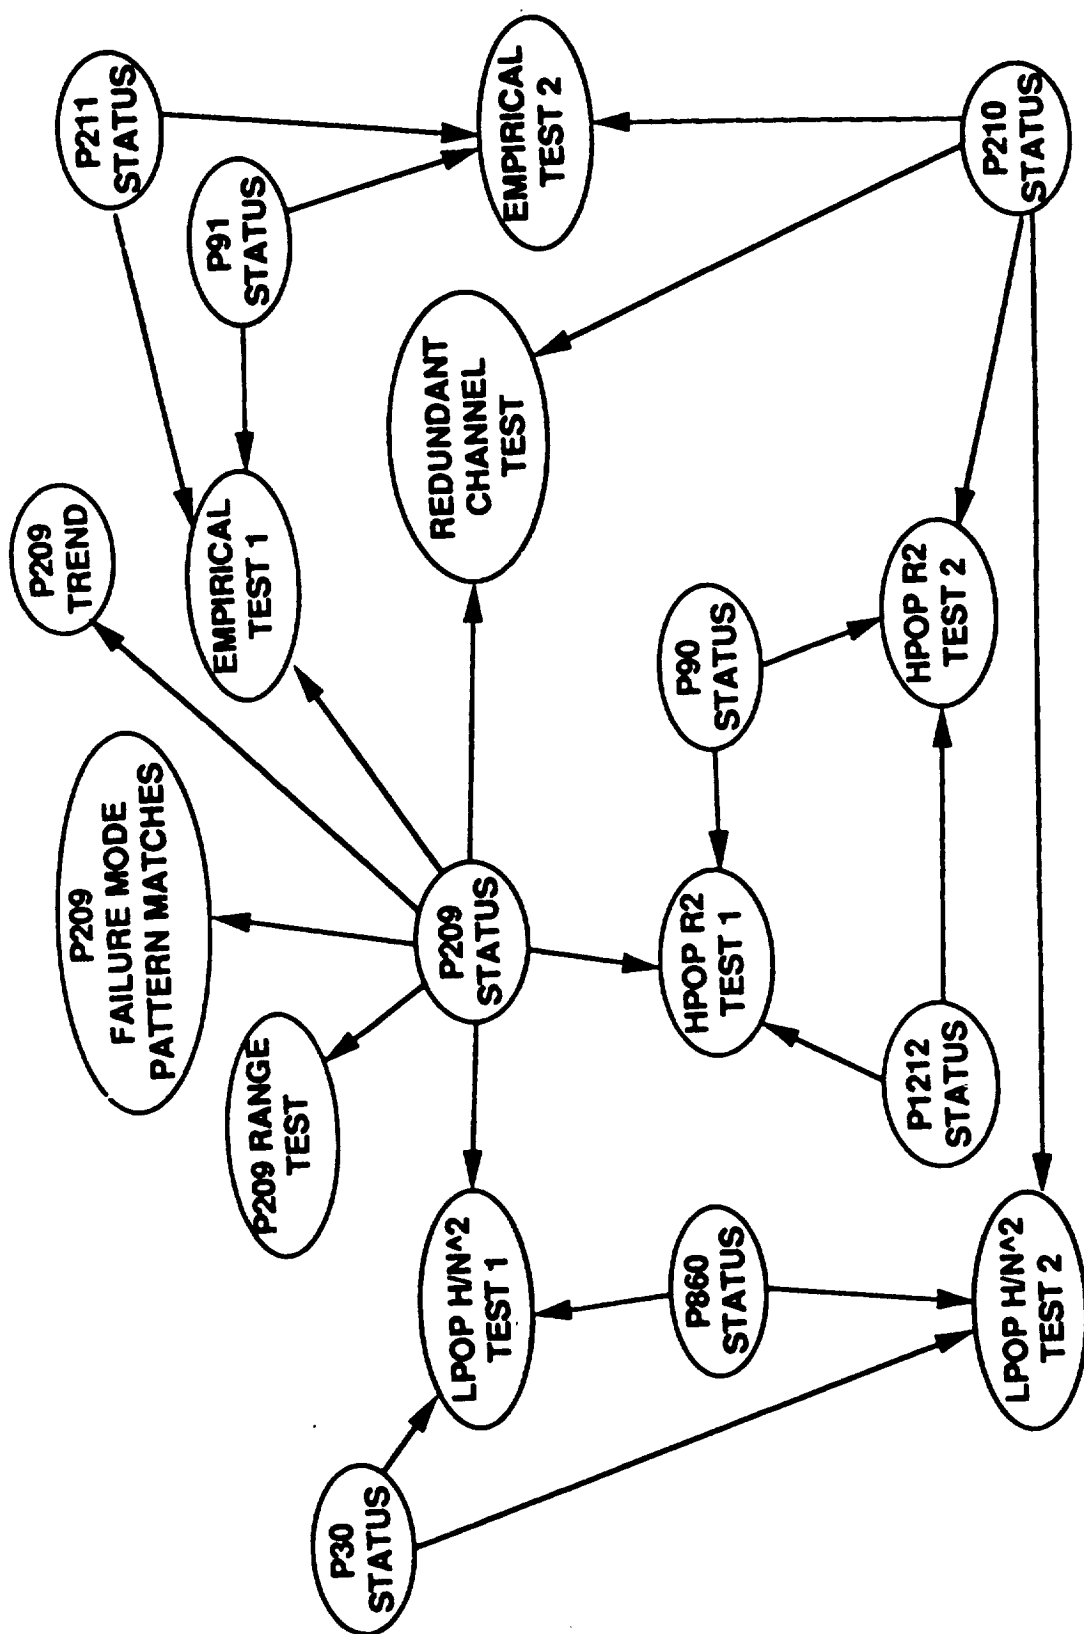 P209
FAILURE MODE
PATTERN MATCHES
P209
TREND
P211
STATUS
P209 RANGE
TEST
EMPIRICAL
TEST 1
P91
STATUS
P30
STATUS
LPOP H/N^2
TEST 1
P209
STATUS
REDUNDANT
CHANNEL
TEST
EMPIRICAL
TEST 2
P860
STATUS
HPOP R2
TEST 1
P90
STATUS
P1212
STATUS
HPOP R2
TEST 2
LPOP H/N^2
TEST 2
P210
STATUS